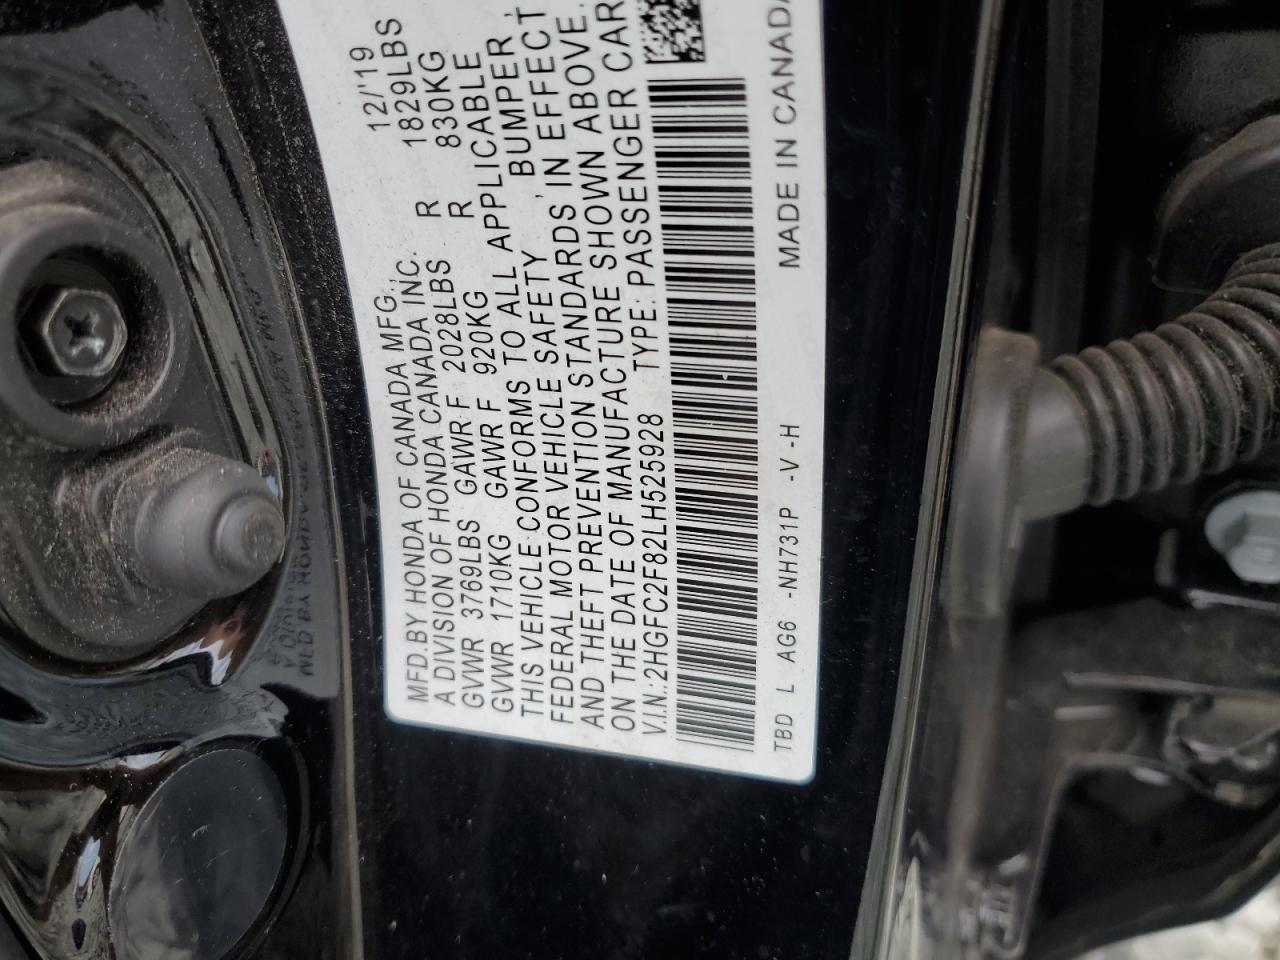 MFD.BY HONDA OF CANADA MFG., 12/'19
A DIVISION OF HONDA CANADA INC.
GVWR 3769LBS GAWR F 2028LBS R 1829LBS
GVWR 1710KG GAWR F 920KG R 830KG
THIS VEHICLE CONFORMS TO ALL APPLICABLE
FEDERAL MOTOR VEHICLE SAFETY, BUMPER,
AND THEFT PREVENTION STANDARDS IN EFFECT
ON THE DATE OF MANUFACTURE SHOWN ABOVE.
V.I.N.:2HGFC2F82LH525928 TYPE: PASSENGER CAR
TBD L AG6 -NH731P -V -H MADE IN CANADA